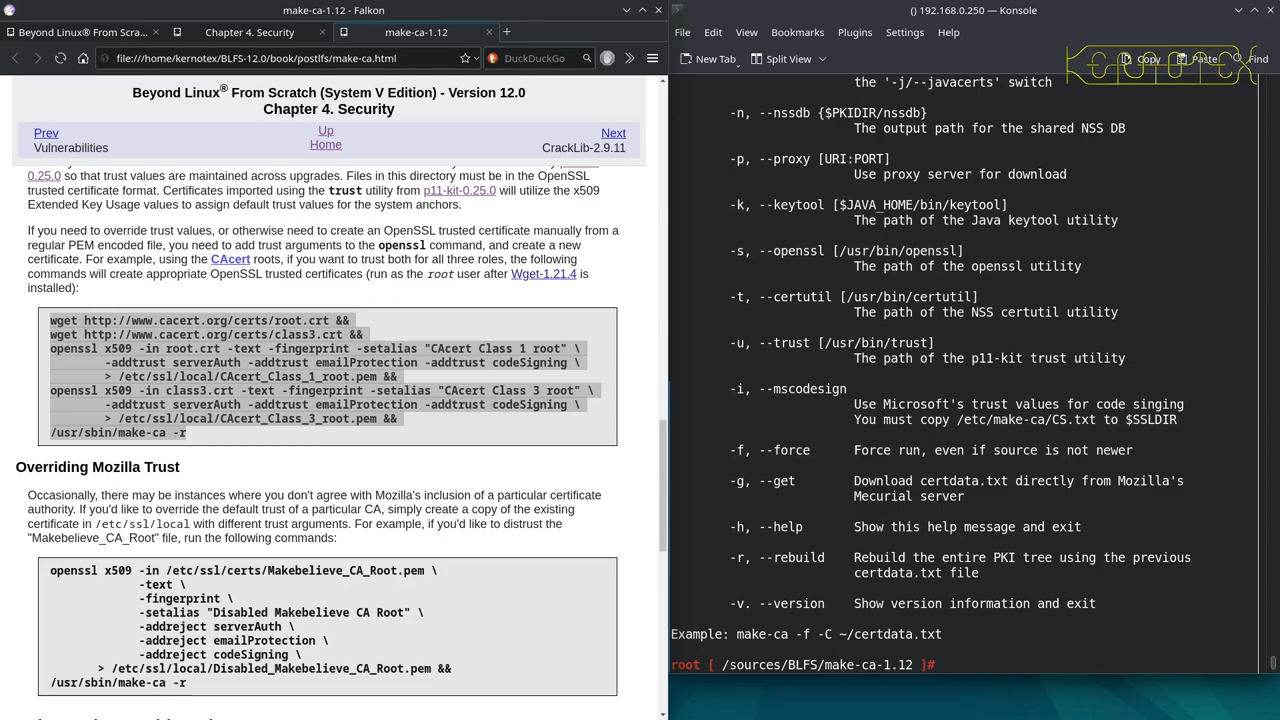 make-ca-1.12 - Falkon
Beyond Linux® From Scra...
Chapter 4. Security
make-ca-1.12
file:///home/kernotex/BLFS-12.0/book/postlfs/make-ca.html
DuckDuckGo
Beyond Linux® From Scratch (System V Edition) - Version 12.0
Chapter 4. Security
Prev
Up
Next
Vulnerabilities
Home
CrackLib-2.9.11
0.25.0 so that trust values are maintained across upgrades. Files in this directory must be in the OpenSSL
trusted certificate format. Certificates imported using the trust utility from p11-kit-0.25.0 will utilize the x509
Extended Key Usage values to assign default trust values for the system anchors.
If you need to override trust values, or otherwise need to create an OpenSSL trusted certificate manually from a
regular PEM encoded file, you need to add trust arguments to the openssl command, and create a new
certificate. For example, using the CAcert roots, if you want to trust both for all three roles, the following
commands will create appropriate OpenSSL trusted certificates (run as the root user after Wget-1.21.4 is
installed):
wget http://www.cacert.org/certs/root.crt &&
wget http://www.cacert.org/certs/class3.crt &&
openssl x509 -in root.crt -text -fingerprint -setalias "CAcert Class 1 root" \
-addtrust serverAuth -addtrust emailProtection -addtrust codeSigning \
> /etc/ssl/local/CAcert_Class_1_root.pem &&
openssl x509 -in class3.crt -text -fingerprint -setalias "CAcert Class 3 root" \
-addtrust serverAuth -addtrust emailProtection -addtrust codeSigning \
> /etc/ssl/local/CAcert_Class_3_root.pem &&
/usr/sbin/make-ca -r
Overriding Mozilla Trust
Occasionally, there may be instances where you don't agree with Mozilla's inclusion of a particular certificate
authority. If you'd like to override the default trust of a particular CA, simply create a copy of the existing
certificate in /etc/ssl/local with different trust arguments. For example, if you'd like to distrust the
"Makebelieve_CA_Root" file, run the following commands:
openssl x509 -in /etc/ssl/certs/Makebelieve_CA_Root.pem \
-text \
-fingerprint \
-setalias "Disabled Makebelieve CA Root" \
-addreject serverAuth \
-addreject emailProtection \
-addreject codeSigning \
> /etc/ssl/local/Disabled_Makebelieve_CA_Root.pem &&
/usr/sbin/make-ca -r
() 192.168.0.250 — Konsole
File Edit View Bookmarks Plugins Settings Help
New Tab
Split View
Copy
Paste
Find
the '-j/--javacerts' switch
-n, --nssdb {$PKIDIR/nssdb}
The output path for the shared NSS DB
-p, --proxy [URI:PORT]
Use proxy server for download
-k, --keytool [$JAVA_HOME/bin/keytool]
The path of the Java keytool utility
-s, --openssl [/usr/bin/openssl]
The path of the openssl utility
-t, --certutil [/usr/bin/certutil]
The path of the NSS certutil utility
-u, --trust [/usr/bin/trust]
The path of the p11-kit trust utility
-i, --mscodesign
Use Microsoft's trust values for code singing
You must copy /etc/make-ca/CS.txt to $SSLDIR
-f, --force Force run, even if source is not newer
-g, --get Download certdata.txt directly from Mozilla's
Mecurial server
-h, --help Show this help message and exit
-r, --rebuild Rebuild the entire PKI tree using the previous
certdata.txt file
-v. --version Show version information and exit
Example: make-ca -f -C ~/certdata.txt
root [ /sources/BLFS/make-ca-1.12 ]#